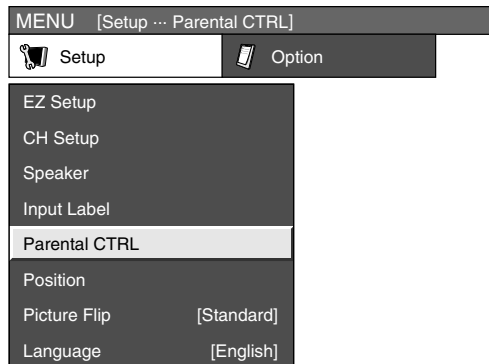 MENU [Setup ··· Parental CTRL]
Setup Option
EZ Setup
CH Setup
Speaker
Input Label
Parental CTRL
Position
Picture Flip [Standard]
Language [English]